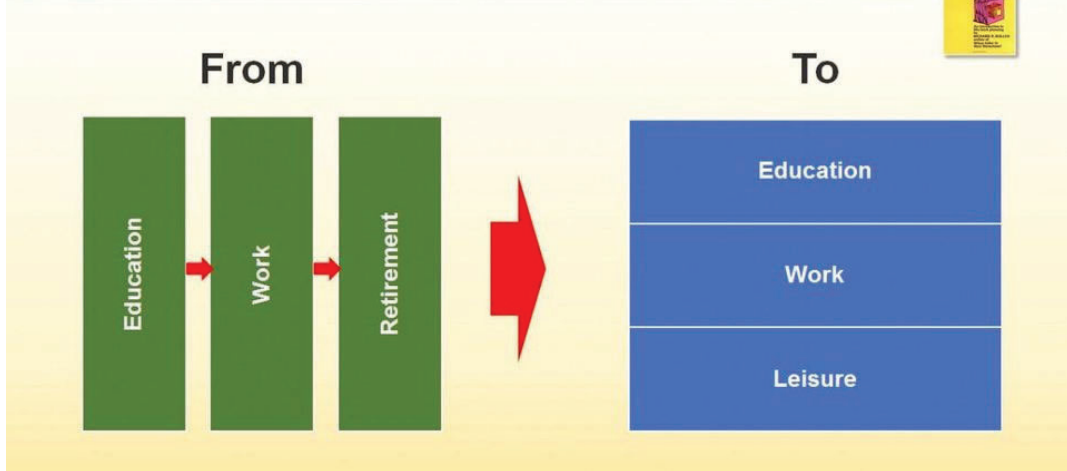 From
To
Education
Work
Retirement
Education
Work
Leisure